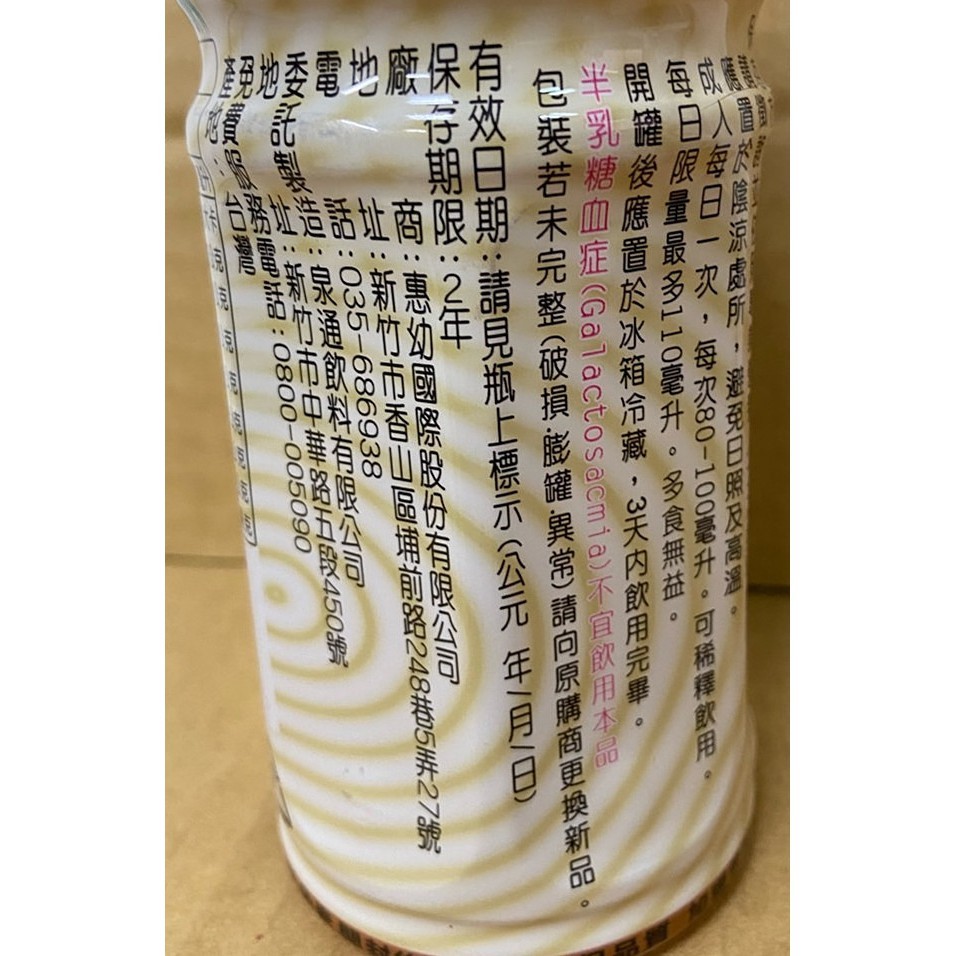 應置於陰涼處所，避免日照及高溫。
成人每日一次，每次80-100毫升。可稀釋飲用。
每日限量最多110毫升。多食無益。
開罐後應置於冰箱冷藏，3天內飲用完畢。
半乳糖血症(Galactosacmia)不宜飲用本品
包裝若未完整(破損.膨罐.異常)請向原購商更換新品。
有效日期：請見瓶上標示(公元 年/月/日)
保存期限：2年
廠商：惠幼國際股份有限公司
地址：新竹市香山區埔前路248巷5弄27號
電話：035-686938
委託製造：泉通飲料有限公司
地址：新竹市中華路五段450號
免費服務電話：0800-005090
產地：台灣
克
克
克
克
克
克
克